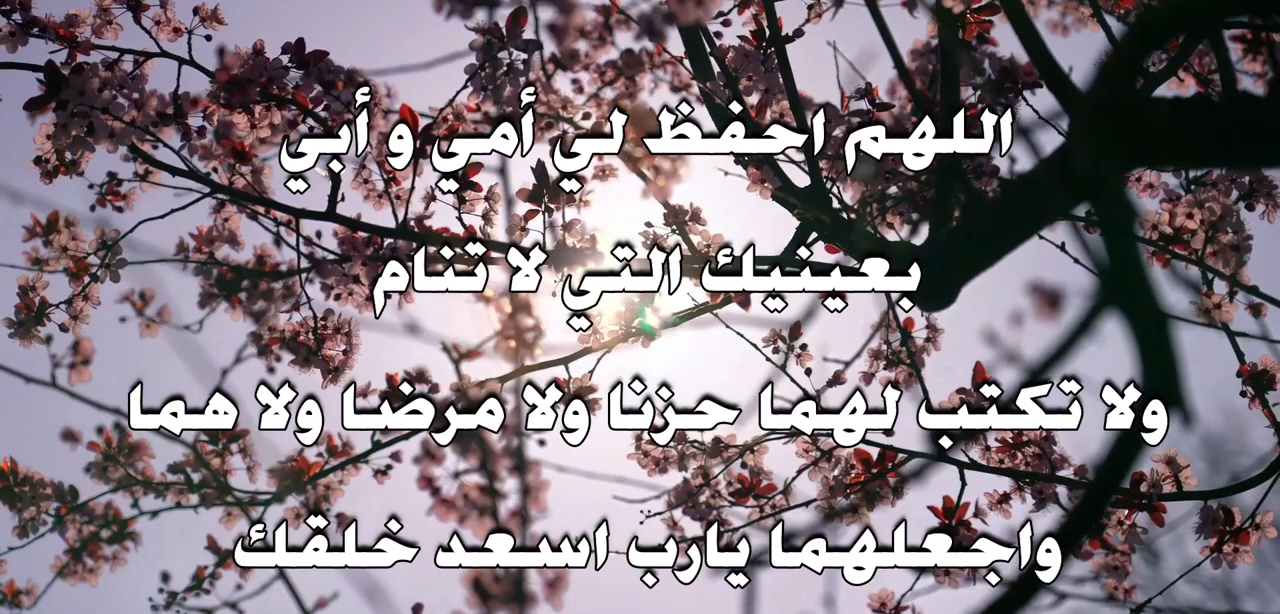 اللهم احفظ لي أمي و أبي
بعينيك التي لا تنام
ولا تكتب لهما حزنا ولا مرضا ولا هما
واجعلهما يارب اسعد خلقك